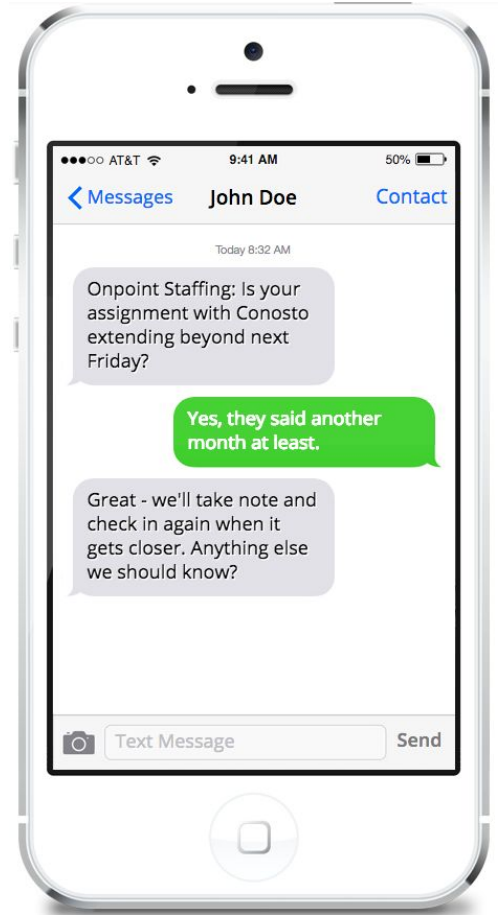 AT&T 9:41 AM 50%
Messages John Doe Contact
Today 8:32 AM
Onpoint Staffing: Is your
assignment with Conosto
extending beyond next
Friday?
Yes, they said another
month at least.
Great - we'll take note and
check in again when it
gets closer. Anything else
we should know?
Text Message Send